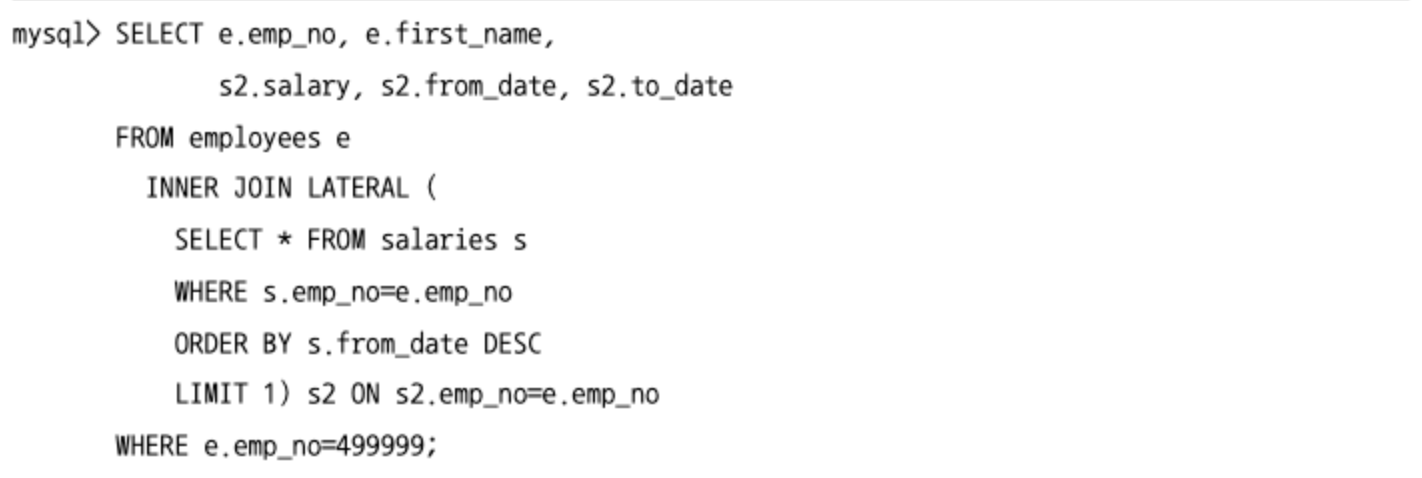 mysql> SELECT e.emp_no, e.first_name,
s2.salary, s2.from_date, s2.to_date
FROM employees e
INNER JOIN LATERAL (
SELECT * FROM salaries s
WHERE s.emp_no=e.emp_no
ORDER BY s.from_date DESC
LIMIT 1) s2 ON s2.emp_no=e.emp_no
WHERE e.emp_no=499999;